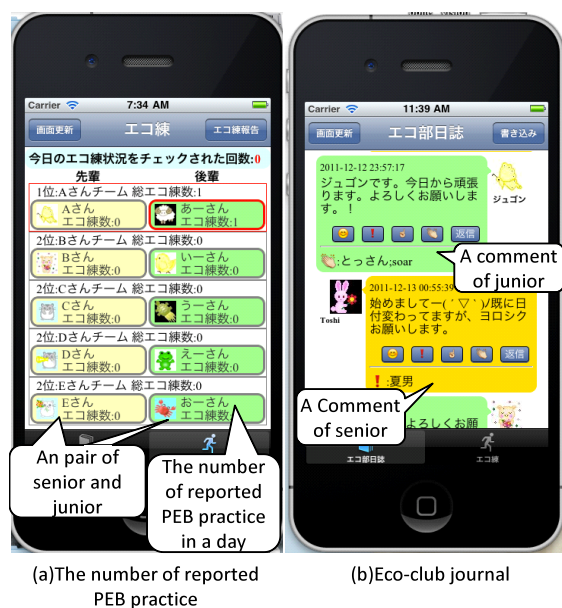 Carrier 7:34 AM
画面更新 エコ練 エコ練報告
今日のエコ練状況をチェックされた回数:0
先輩 後輩
1位:Aさんチーム 総エコ練数:1
Aさん
エコ練数:0
あーさん
エコ練数:1
2位:Bさんチーム 総エコ練数:0
Bさん
エコ練数:0
いーさん
エコ練数:0
2位:Cさんチーム 総エコ練数:0
Cさん
エコ練数:0
うーさん
エコ練数:0
2位:Dさんチーム 総エコ練数:0
Dさん
エコ練数:0
えーさん
エコ練数:0
2位:Eさんチーム 総エコ練数:0
Eさん
エコ練数:0
おーさん
エコ練数:0
An pair of
senior and
junior
The number
of reported
PEB practice
in a day
(a)The number of reported
PEB practice
Carrier 11:39 AM
画面更新 エコ部日誌 書き込み
2011-12-12 23:57:17
ジュゴンです。今日から頑張
ります。よろしくお願いしま
す。！
ジュゴン
返信
:とっさん;soar
A comment
of junior
2011-12-13 00:55:39
始めましてー(´▽｀)/既に日
付変わってますが、ヨロシク
お願いします。
Toshi
返信
:夏男
A Comment
of senior
よろしくお願
エコ部日誌 エコ練
(b)Eco-club journal